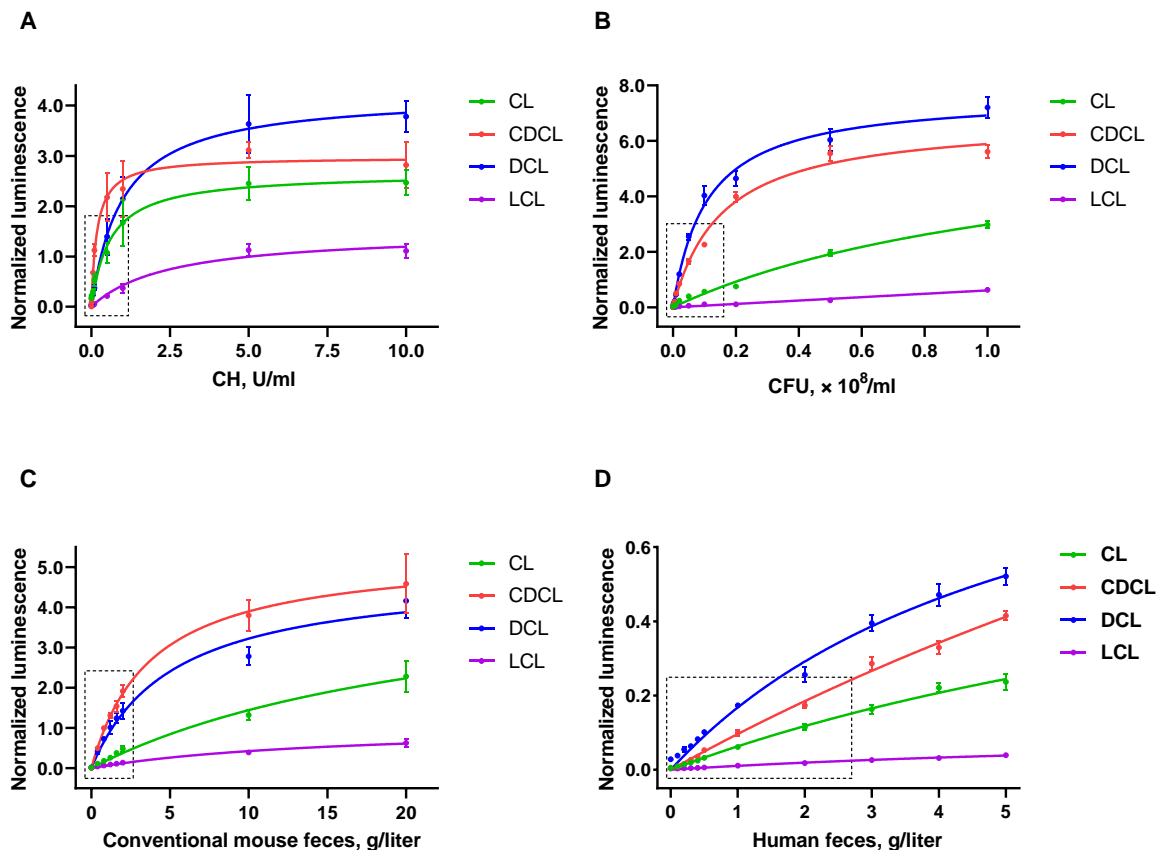 A
Normalized luminescence
4.0
3.0
2.0
1.0
0.0
0.0 2.5 5.0 7.5 10.0
CH, U/ml
CL
CDCL
DCL
LCL
B
Normalized luminescence
8.0
6.0
4.0
2.0
0.0
0.0 0.2 0.4 0.6 0.8 1.0
CFU, × 10⁸/ml
CL
CDCL
DCL
LCL
C
Normalized luminescence
5.0
4.0
3.0
2.0
1.0
0.0
0 5 10 15 20
Conventional mouse feces, g/liter
CL
CDCL
DCL
LCL
D
Normalized luminescence
0.6
0.4
0.2
0.0
0 1 2 3 4 5
Human feces, g/liter
CL
CDCL
DCL
LCL